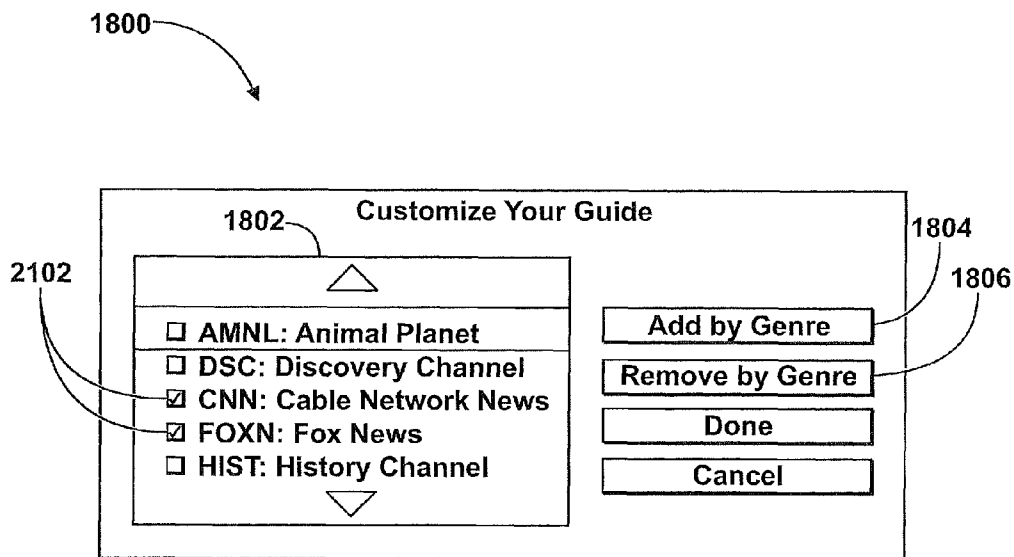 1800
Customize Your Guide
1802
1804
2102
1806
AMNL: Animal Planet
Add by Genre
DSC: Discovery Channel
Remove by Genre
☑ CNN: Cable Network News
Done
☑ FOXN: Fox News
HIST: History Channel
Cancel